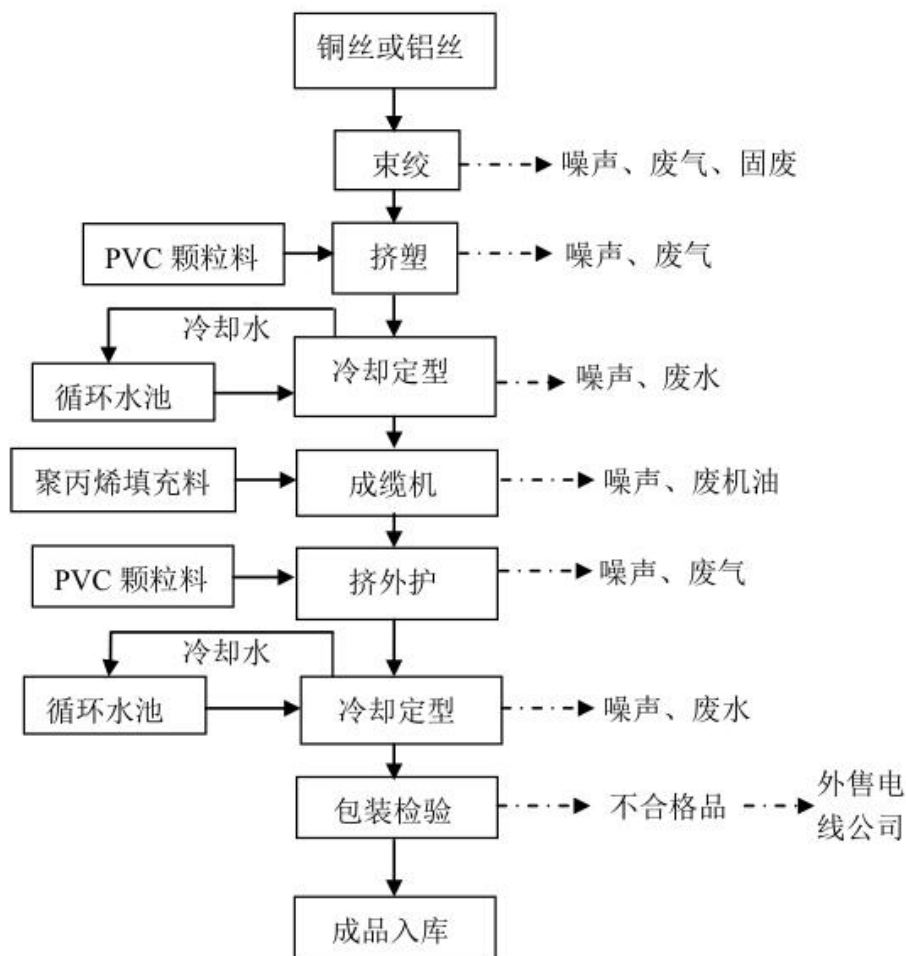 铜丝或铝丝
束绞
噪声、废气、固废
PVC 颗粒料
挤塑
噪声、废气
冷却水
循环水池
冷却定型
噪声、废水
聚丙烯填充料
成缆机
噪声、废机油
PVC 颗粒料
挤外护
噪声、废气
冷却水
循环水池
冷却定型
噪声、废水
包装检验
不合格品
外售电
线公司
成品入库